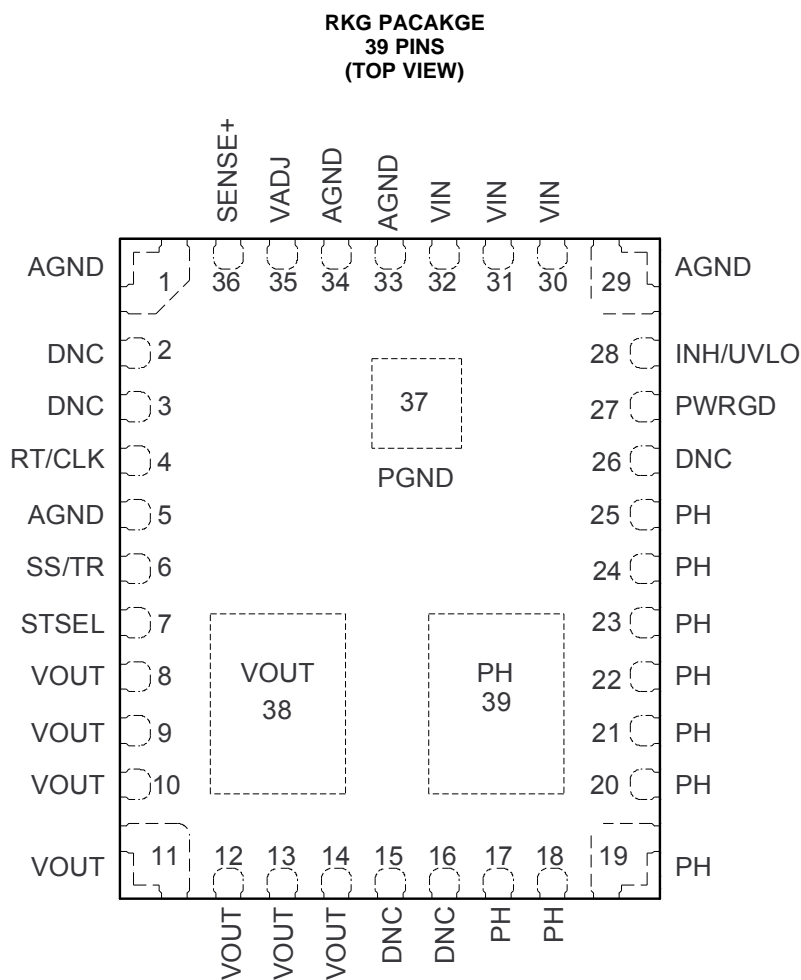 RKG PACAKGE
39 PINS
(TOP VIEW)
SENSE+
VADJ
AGND
AGND
VIN
VIN
VIN
AGND 1 36 35 34 33 32 31 30 29 AGND
DNC 2 28 INH/UVLO
DNC 3 37 27 PWRGD
RT/CLK 4 PGND 26 DNC
AGND 5 25 PH
SS/TR 6 24 PH
STSEL 7 23 PH
VOUT 8 VOUT PH 22 PH
38 39
VOUT 9 21 PH
VOUT 10 20 PH
VOUT 11 12 13 14 15 16 17 18 19 PH
VOUT
VOUT
VOUT
DNC
DNC
PH
PH